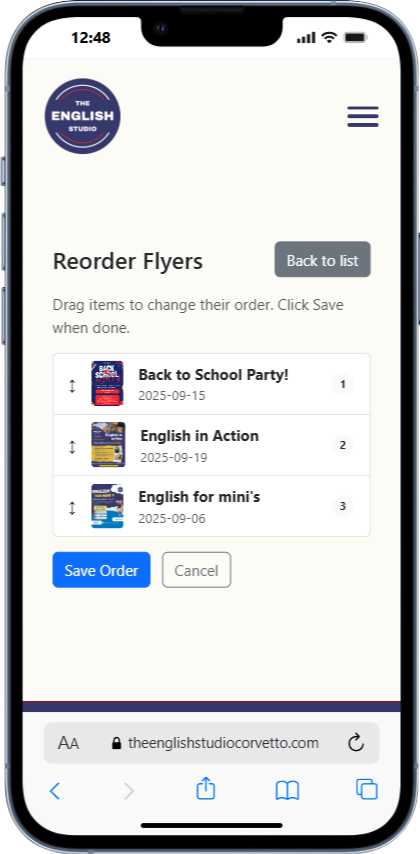 12:48
THE
ENGLISH
STUDIO
Reorder Flyers
Back to list
Drag items to change their order. Click Save
when done.
BACK
SCHOOL
Back to School Party!
2025-09-15
1
English in Action
2025-09-19
2
English for mini's
2025-09-06
3
Save Order
Cancel
AA
theenglishstudiocorvetto.com